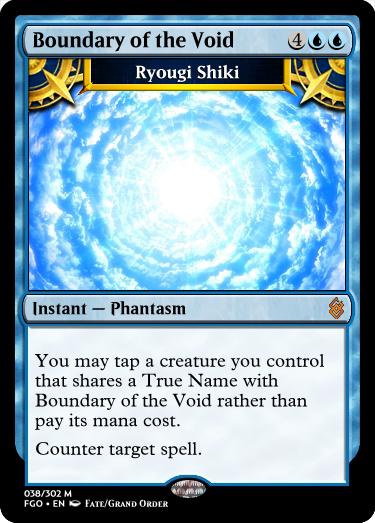 Boundary of the Void 4
Ryougi Shiki
Instant — Phantasm
You may tap a creature you control
that shares a True Name with
Boundary of the Void rather than
pay its mana cost.
Counter target spell.
038/302 M
FGO • EN Fate/Grand Order